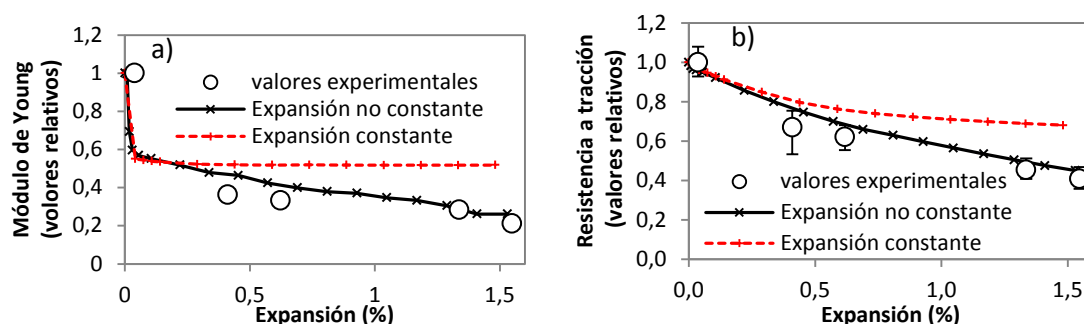 a)
1,2
1
0,8
0,6
0,4
0,2
0
0
0,5
1
1,5
Módulo de Young
(volores relativos)
Expansión (%)
valores experimentales
Expansión no constante
Expansión constante
b)
1,2
1,0
0,8
0,6
0,4
0,2
0,0
0,0
0,5
1,0
1,5
Resistencia a tracción
(valores relativos)
Expansión (%)
valores experimentales
Expansión no constante
Expansión constante